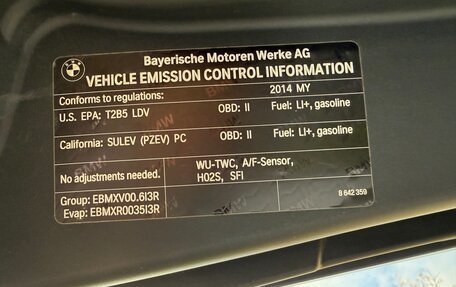 BMW
Bayerische Motoren Werke AG
VEHICLE EMISSION CONTROL INFORMATION
Conforms to regulations: 2014 MY
U.S. EPA: T2B5 LDV OBD: II Fuel: LI+, gasoline
California: SULEV (PZEV) PC OBD: II Fuel: LI+, gasoline
No adjustments needed. WU-TWC, A/F-Sensor,
HO2S, SFI
Group: EBMXV00.6I3R
Evap: EBMXR0035I3R 8 642 359